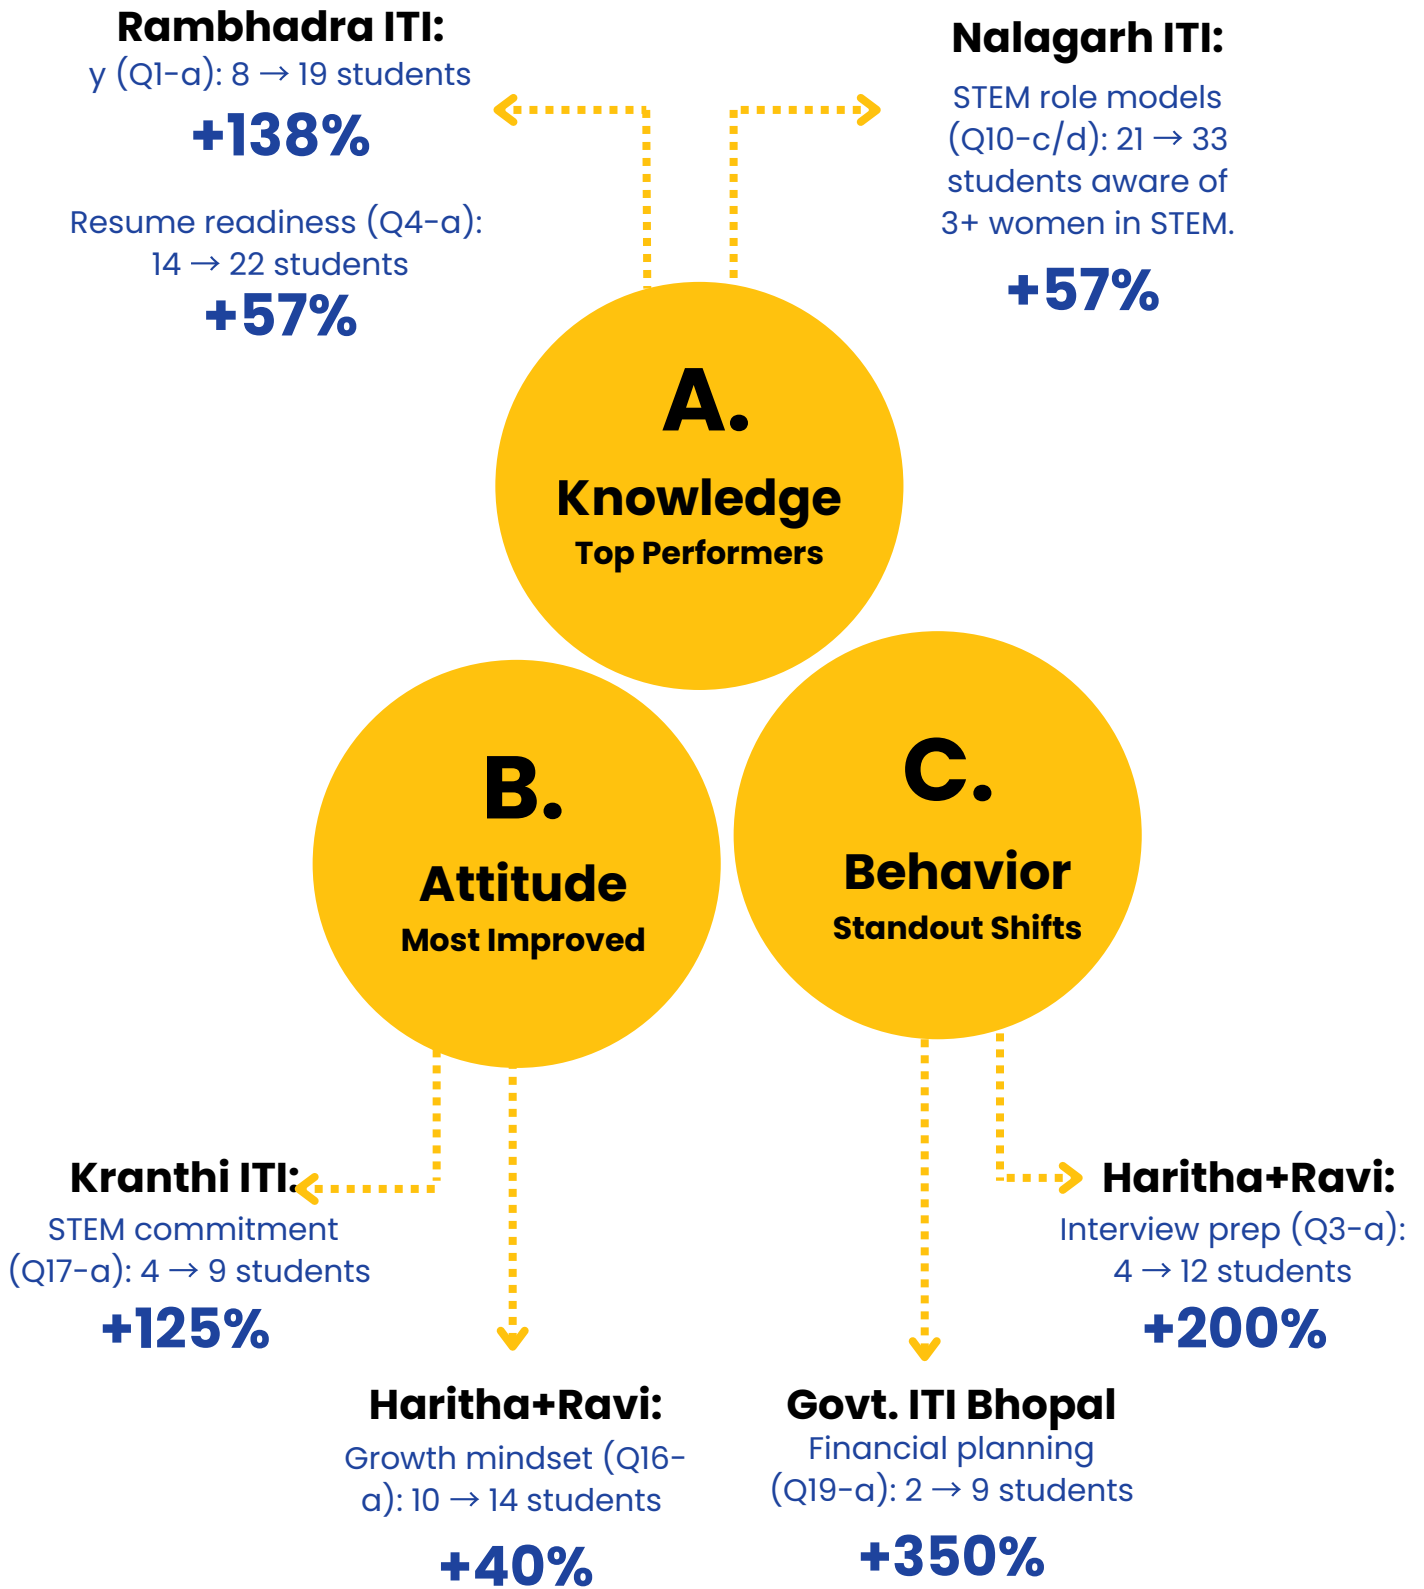 Rambhadra ITI:
y (Q1-a): 8 → 19 students
+138%
Resume readiness (Q4-a):
14 → 22 students
+57%
Nalagarh ITI:
STEM role models
(Q10-c/d): 21 → 33
students aware of
3+ women in STEM.
+57%
A.
Knowledge
Top Performers
B.
Attitude
Most Improved
C.
Behavior
Standout Shifts
Kranthi ITI:
STEM commitment
(Q17-a): 4 → 9 students
+125%
Haritha+Ravi:
Growth mindset (Q16-
a): 10 → 14 students
+40%
Govt. ITI Bhopal
Financial planning
(Q19-a): 2 → 9 students
+350%
Haritha+Ravi:
Interview prep (Q3-a):
4 → 12 students
+200%